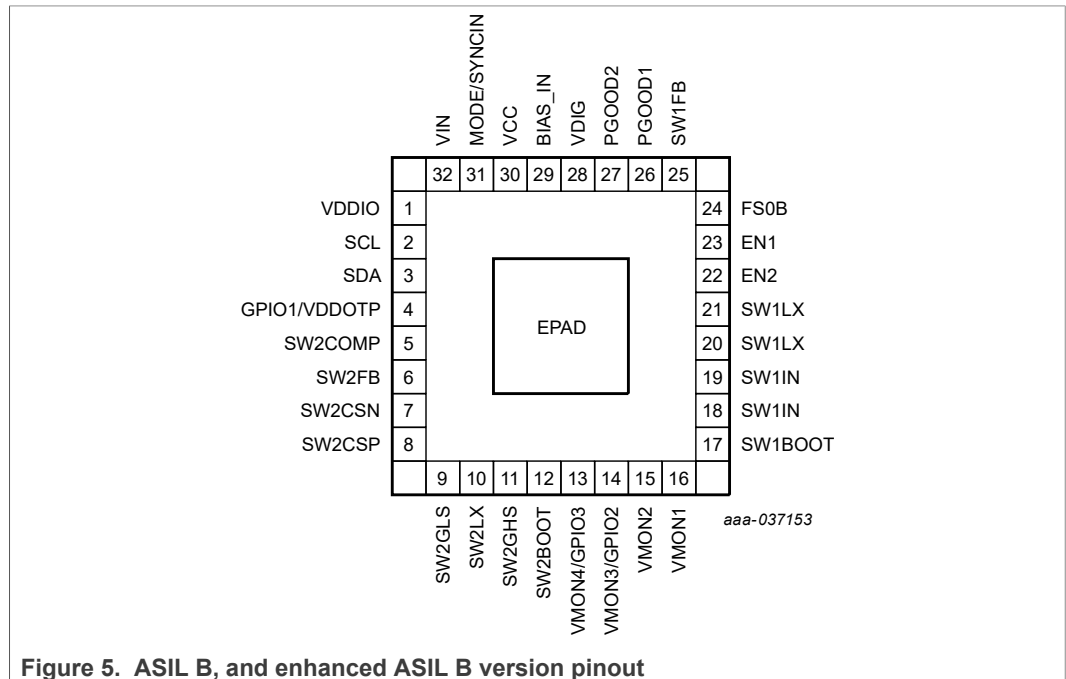 VIN
MODE/SYNCIN
VCC
BIAS_IN
VDIG
PGOOD2
PGOOD1
SW1FB
32 31 30 29 28 27 26 25
VDDIO 1
SCL 2
SDA 3
GPIO1/VDDOTP 4
SW2COMP 5
SW2FB 6
SW2CSN 7
SW2CSP 8
EPAD
24 FS0B
23 EN1
22 EN2
21 SW1LX
20 SW1LX
19 SW1IN
18 SW1IN
17 SW1BOOT
9 10 11 12 13 14 15 16
SW2GLS
SW2LX
SW2GHS
SW2BOOT
VMON4/GPIO3
VMON3/GPIO2
VMON2
VMON1
aaa-037153
Figure 5. ASIL B, and enhanced ASIL B version pinout